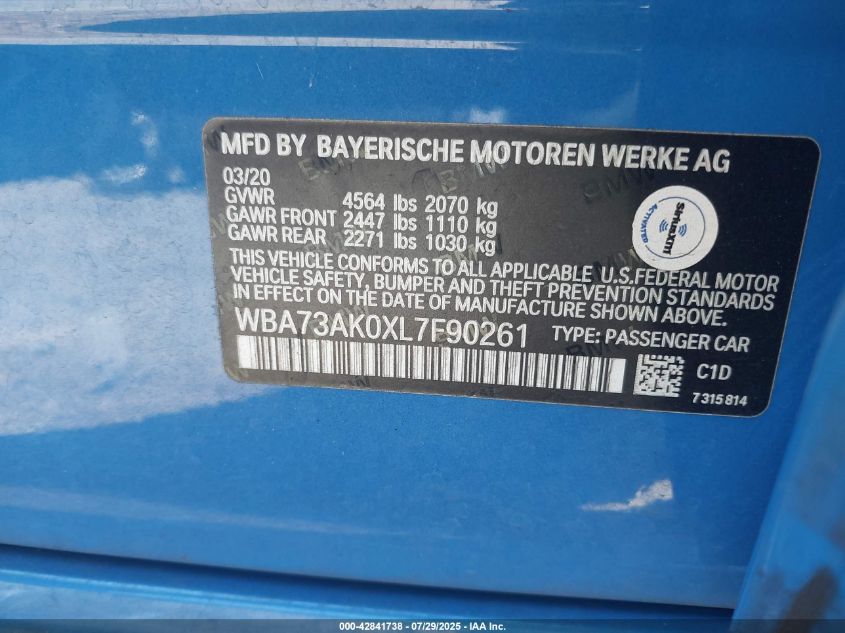 MFD BY BAYERISCHE MOTOREN WERKE AG
03/20
GVWR 4564 lbs 2070 kg
GAWR FRONT 2447 lbs 1110 kg
GAWR REAR 2271 lbs 1030 kg
THIS VEHICLE CONFORMS TO ALL APPLICABLE U.S.FEDERAL MOTOR
VEHICLE SAFETY, BUMPER AND THEFT PREVENTION STANDARDS
IN EFFECT ON THE DATE OF MANUFACTURE SHOWN ABOVE.
SiriusXM
ACTIVATED
WBA73AK0XL7F90261 TYPE: PASSENGER CAR
C1D
7315814
000-42841738 - 07/29/2025 - IAA Inc.